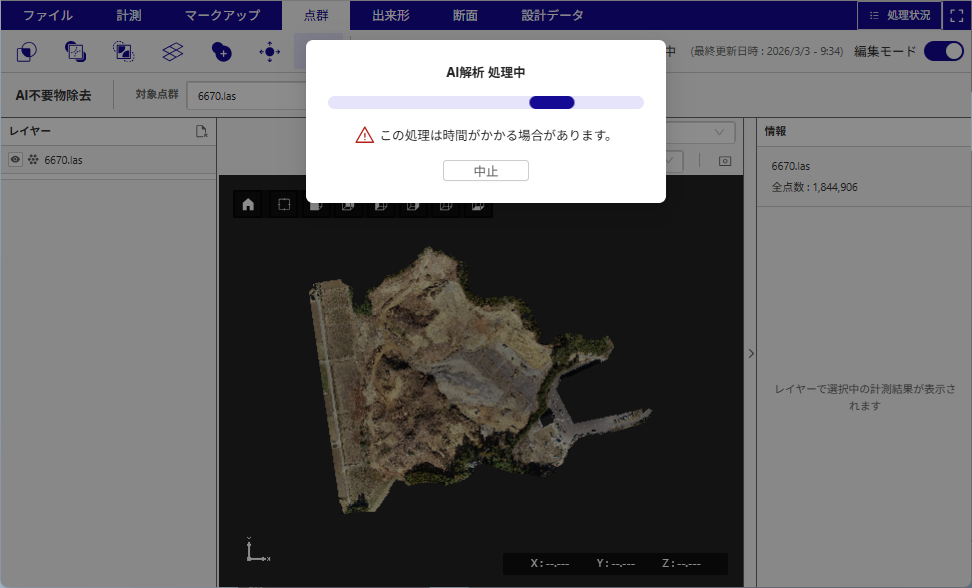 ファイル 計測 マークアップ 点群 出来形 断面 設計データ 処理状況
中 (最終更新日時 : 2026/3/3 - 9:34) 編集モード
AI不要物除去 対象点群 6670.las
AI解析 処理中
この処理は時間がかかる場合があります。
中止
レイヤー
6670.las
情報
6670.las
全点数 : 1,844,906
レイヤーで選択中の計測結果が表示さ
れます
X:--.--- Y:--.--- Z:--.---